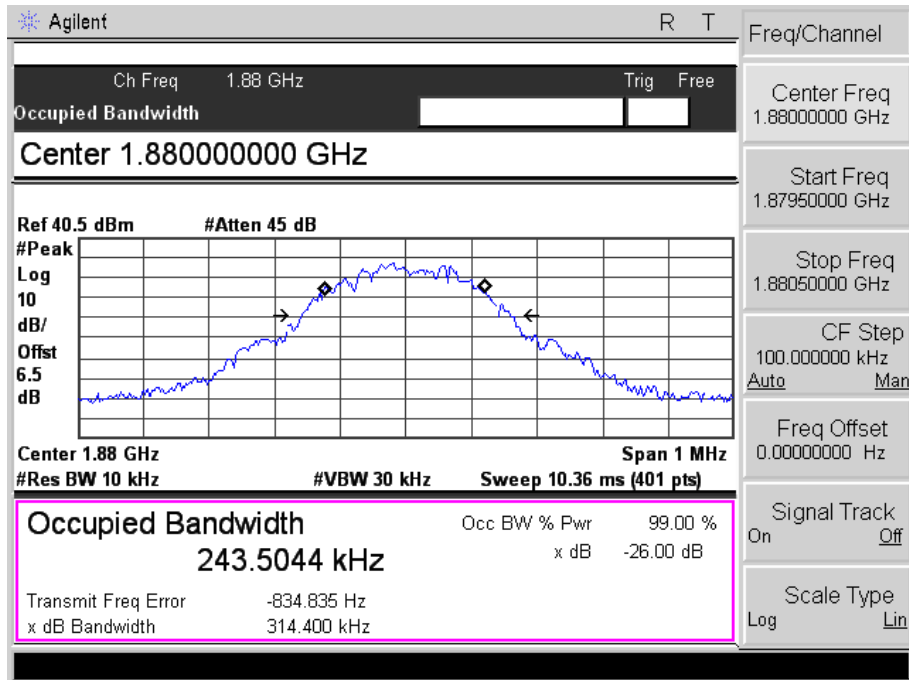 Agilent R T
Freq/Channel
Ch Freq 1.88 GHz Trig Free
Occupied Bandwidth
Center Freq
1.88000000 GHz
Center 1.880000000 GHz
Start Freq
1.87950000 GHz
Ref 40.5 dBm #Atten 45 dB
#Peak
Log
10
dB/
Offst
6.5
dB
Stop Freq
1.88050000 GHz
CF Step
100.000000 kHz
Auto Man
Center 1.88 GHz Span 1 MHz
#Res BW 10 kHz #VBW 30 kHz Sweep 10.36 ms (401 pts)
Freq Offset
0.00000000 Hz
Occupied Bandwidth Occ BW % Pwr 99.00 %
243.5044 kHz x dB -26.00 dB
Transmit Freq Error -834.835 Hz
x dB Bandwidth 314.400 kHz
Signal Track
On Off
Scale Type
Log Lin